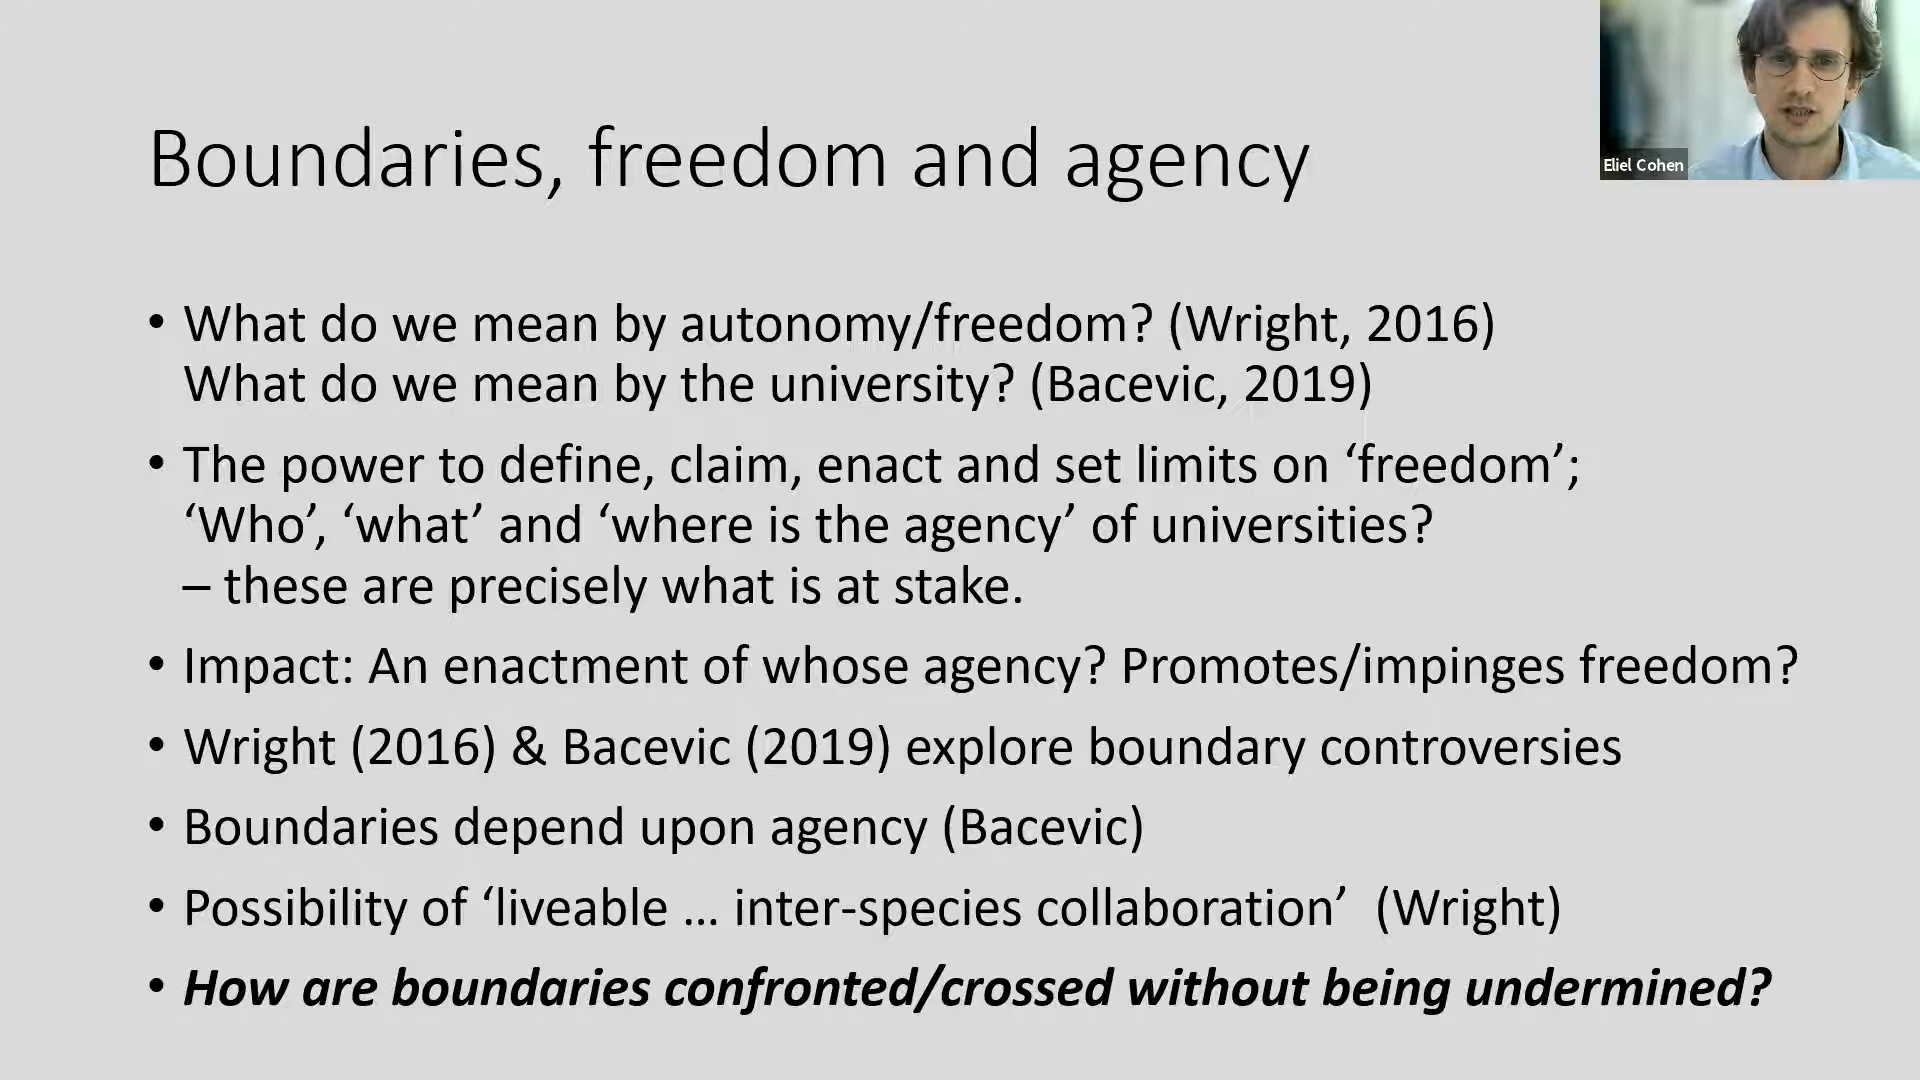 Eliel Cohen
Boundaries, freedom and agency
• What do we mean by autonomy/freedom? (Wright, 2016)
What do we mean by the university? (Bacevic, 2019)
• The power to define, claim, enact and set limits on ‘freedom’;
‘Who’, ‘what’ and ‘where is the agency’ of universities?
– these are precisely what is at stake.
• Impact: An enactment of whose agency? Promotes/impinges freedom?
• Wright (2016) & Bacevic (2019) explore boundary controversies
• Boundaries depend upon agency (Bacevic)
• Possibility of ‘liveable ... inter-species collaboration’ (Wright)
• How are boundaries confronted/crossed without being undermined?